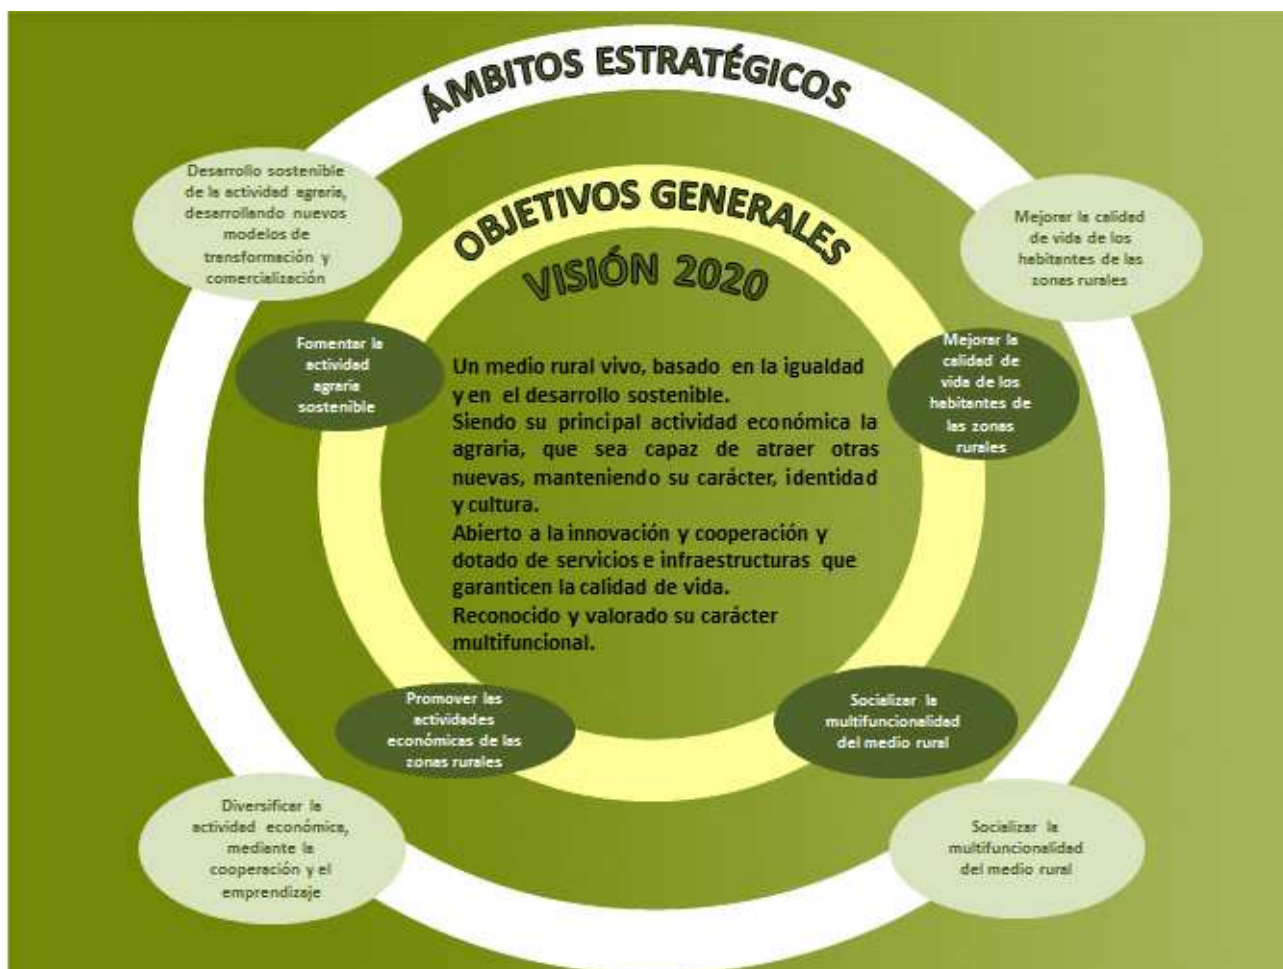 ÁMBITOS ESTRATÉGICOS
Desarrollo sostenible
de la actividad agraria,
desarrollando nuevos
modelos de
transformación y
comercialización
Mejorar la calidad
de vida de los
habitantes de las
zonas rurales
OBJETIVOS GENERALES
VISIÓN 2020
Fomentar la
actividad
agraria
sostenible
Mejorar la
calidad de
vida de los
habitantes de
las zonas
rurales
Un medio rural vivo, basado en la igualdad
y en el desarrollo sostenible.
Siendo su principal actividad económica la
agraria, que sea capaz de atraer otras
nuevas, manteniendo su carácter, identidad
y cultura.
Abierto a la innovación y cooperación y
dotado de servicios e infraestructuras que
garanticen la calidad de vida.
Reconocido y valorado su carácter
multifuncional.
Promover las
actividades
económicas de las
zonas rurales
Socializar la
multifuncionalidad
del medio rural
Diversificar la
actividad económica,
mediante la
cooperación y el
emprendizaje
Socializar la
multifuncionalidad
del medio rural